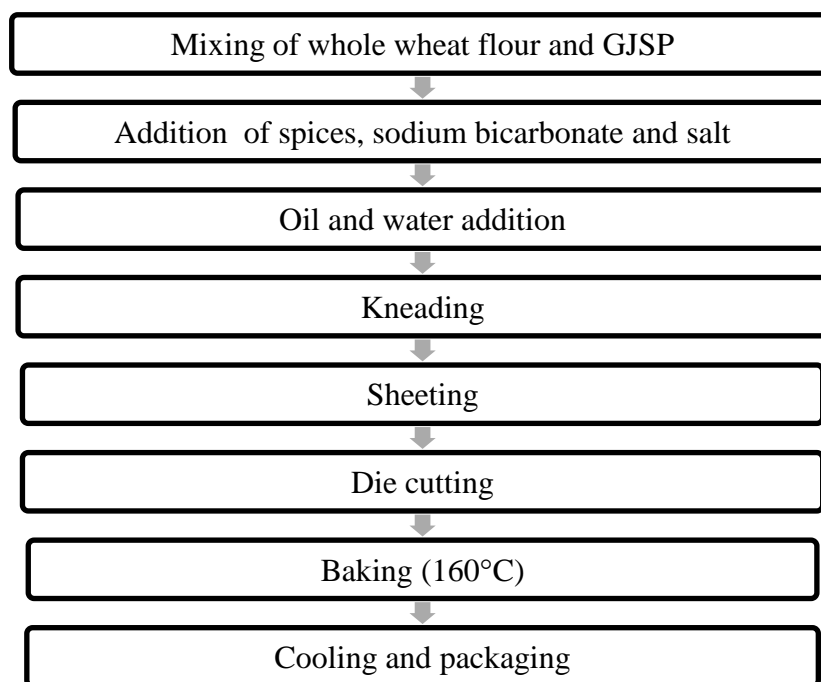 Mixing of whole wheat flour and GJSP
Addition  of spices, sodium bicarbonate and salt
Oil and water addition
Kneading
Sheeting
Die cutting
Baking (160°C)
Cooling and packaging